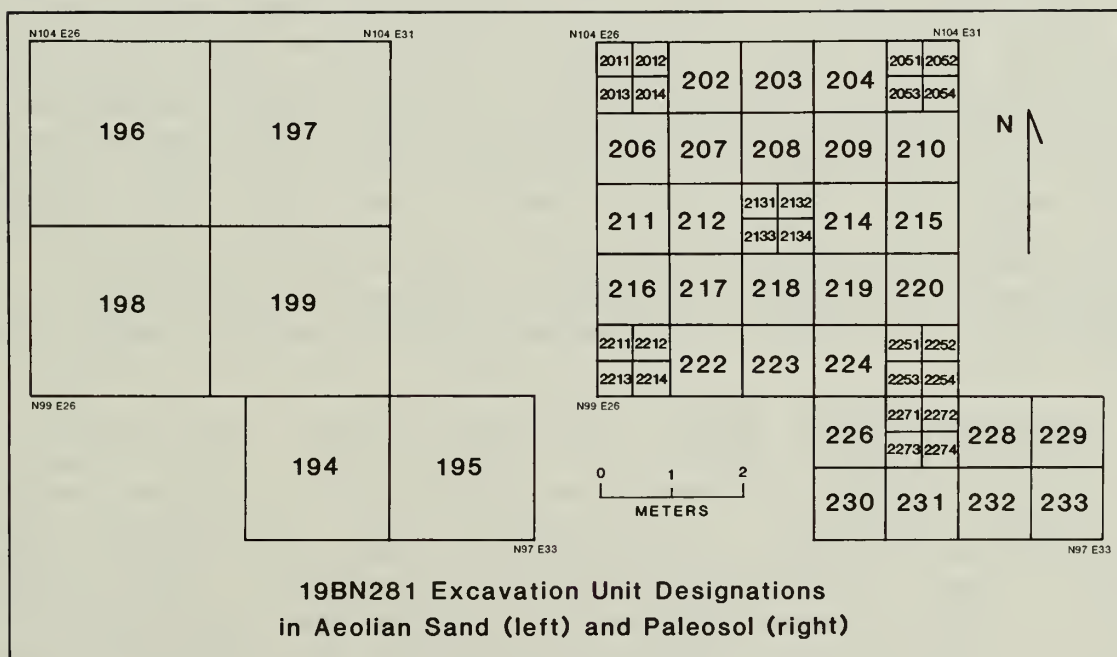 N104 E26 N104 E31
196 197
198 199
N99 E26
194 195
N97 E33
N104 E26 N104 E31
2011 2012 202 203 204 2051 2052
2013 2014 2053 2054
206 207 208 209 210
211 212 2131 2132 214 215
2133 2134
216 217 218 219 220
2211 2212 222 223 224 2251 2252
2213 2214 2253 2254
N99 E26
226 2271 2272 228 229
2273 2274
230 231 232 233
N97 E33
N
0 1 2
METERS
19BN281 Excavation Unit Designations
in Aeolian Sand (left) and Paleosol (right)